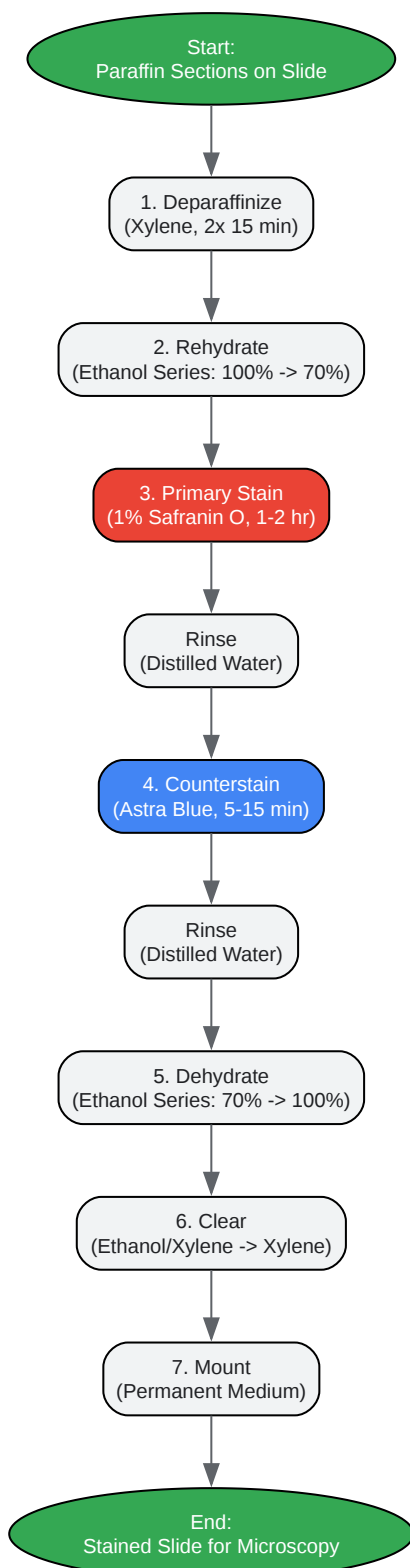 Start:
Paraffin Sections on Slide
1. Deparaffinize
(Xylene, 2x 15 min)
2. Rehydrate
(Ethanol Series: 100% -> 70%)
3. Primary Stain
(1% Safranin O, 1-2 hr)
Rinse
(Distilled Water)
4. Counterstain
(Astra Blue, 5-15 min)
Rinse
(Distilled Water)
5. Dehydrate
(Ethanol Series: 70% -> 100%)
6. Clear
(Ethanol/Xylene -> Xylene)
7. Mount
(Permanent Medium)
End:
Stained Slide for Microscopy